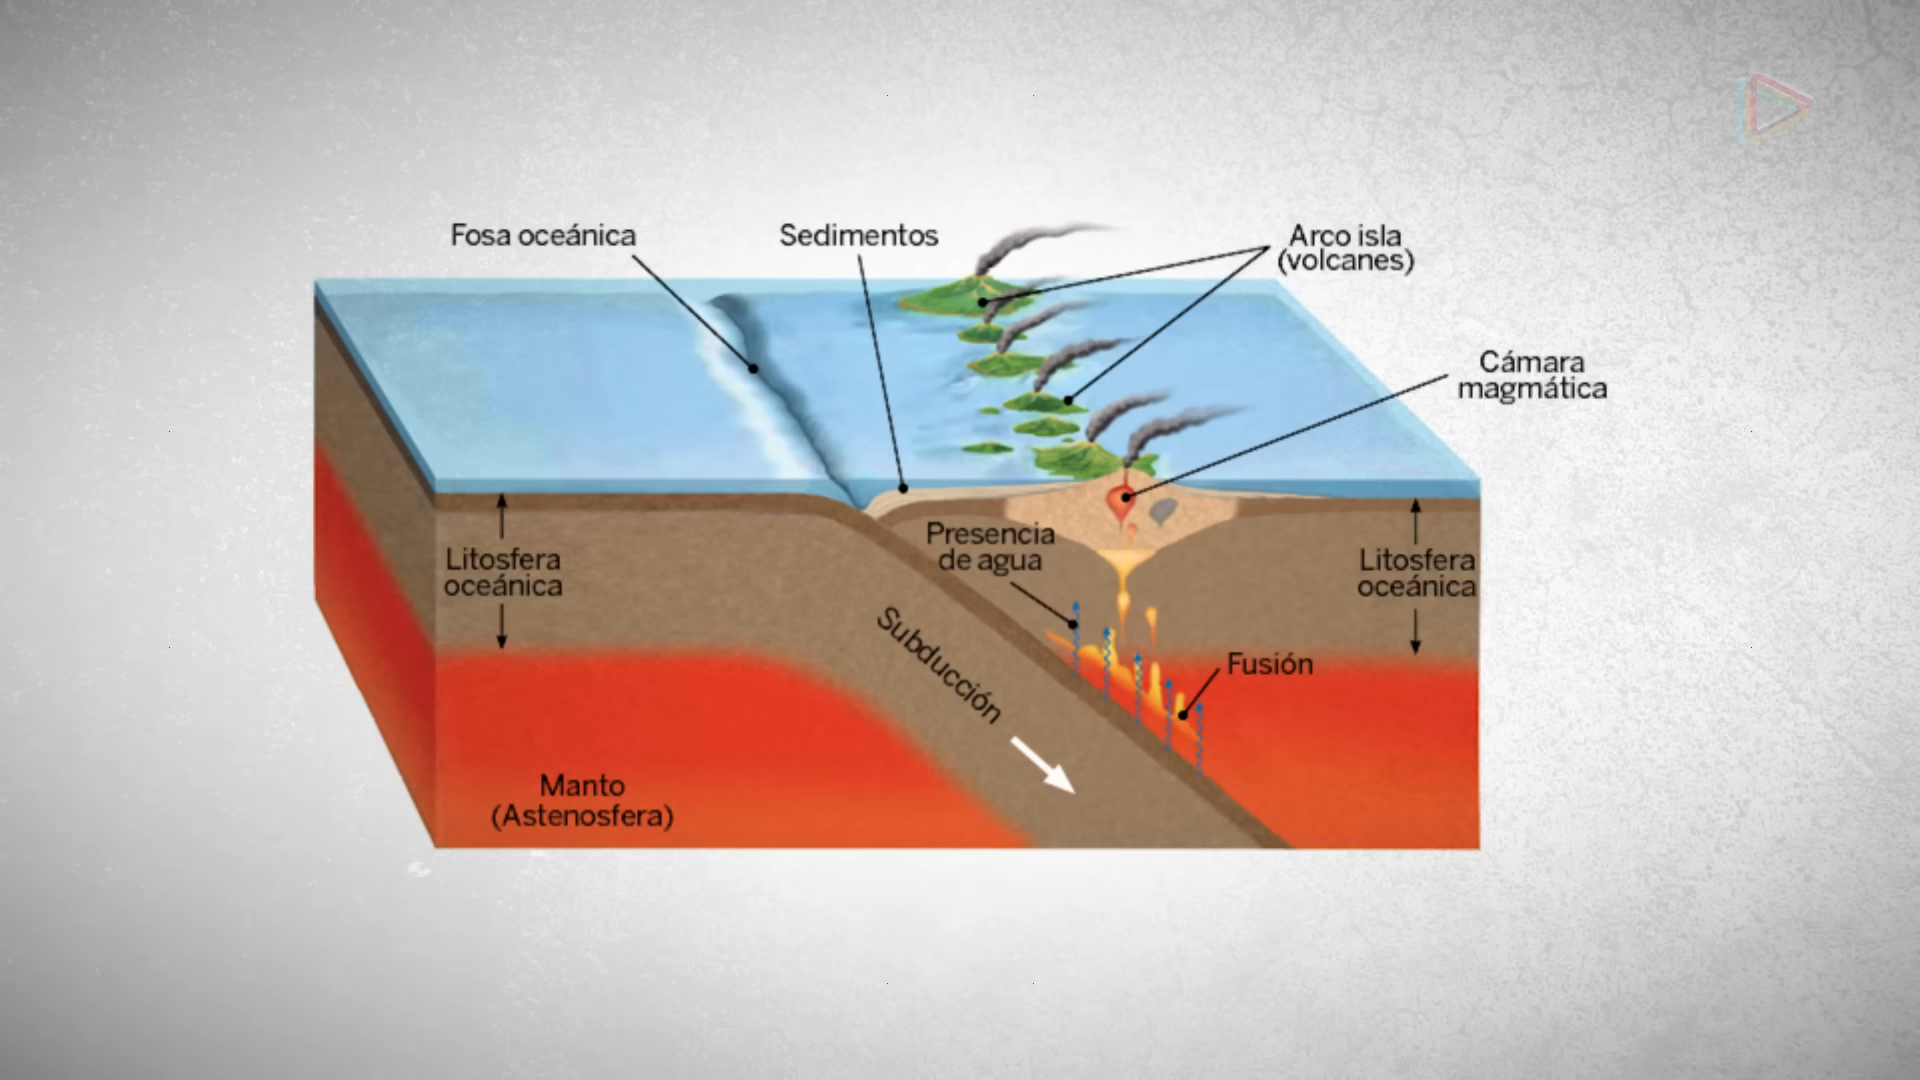 Fosa oceánica
Sedimentos
Arco isla
(volcanes)
Cámara
magmática
Presencia
de agua
Litosfera
oceánica
Litosfera
oceánica
Subducción
Fusión
Manto
(Astenosfera)